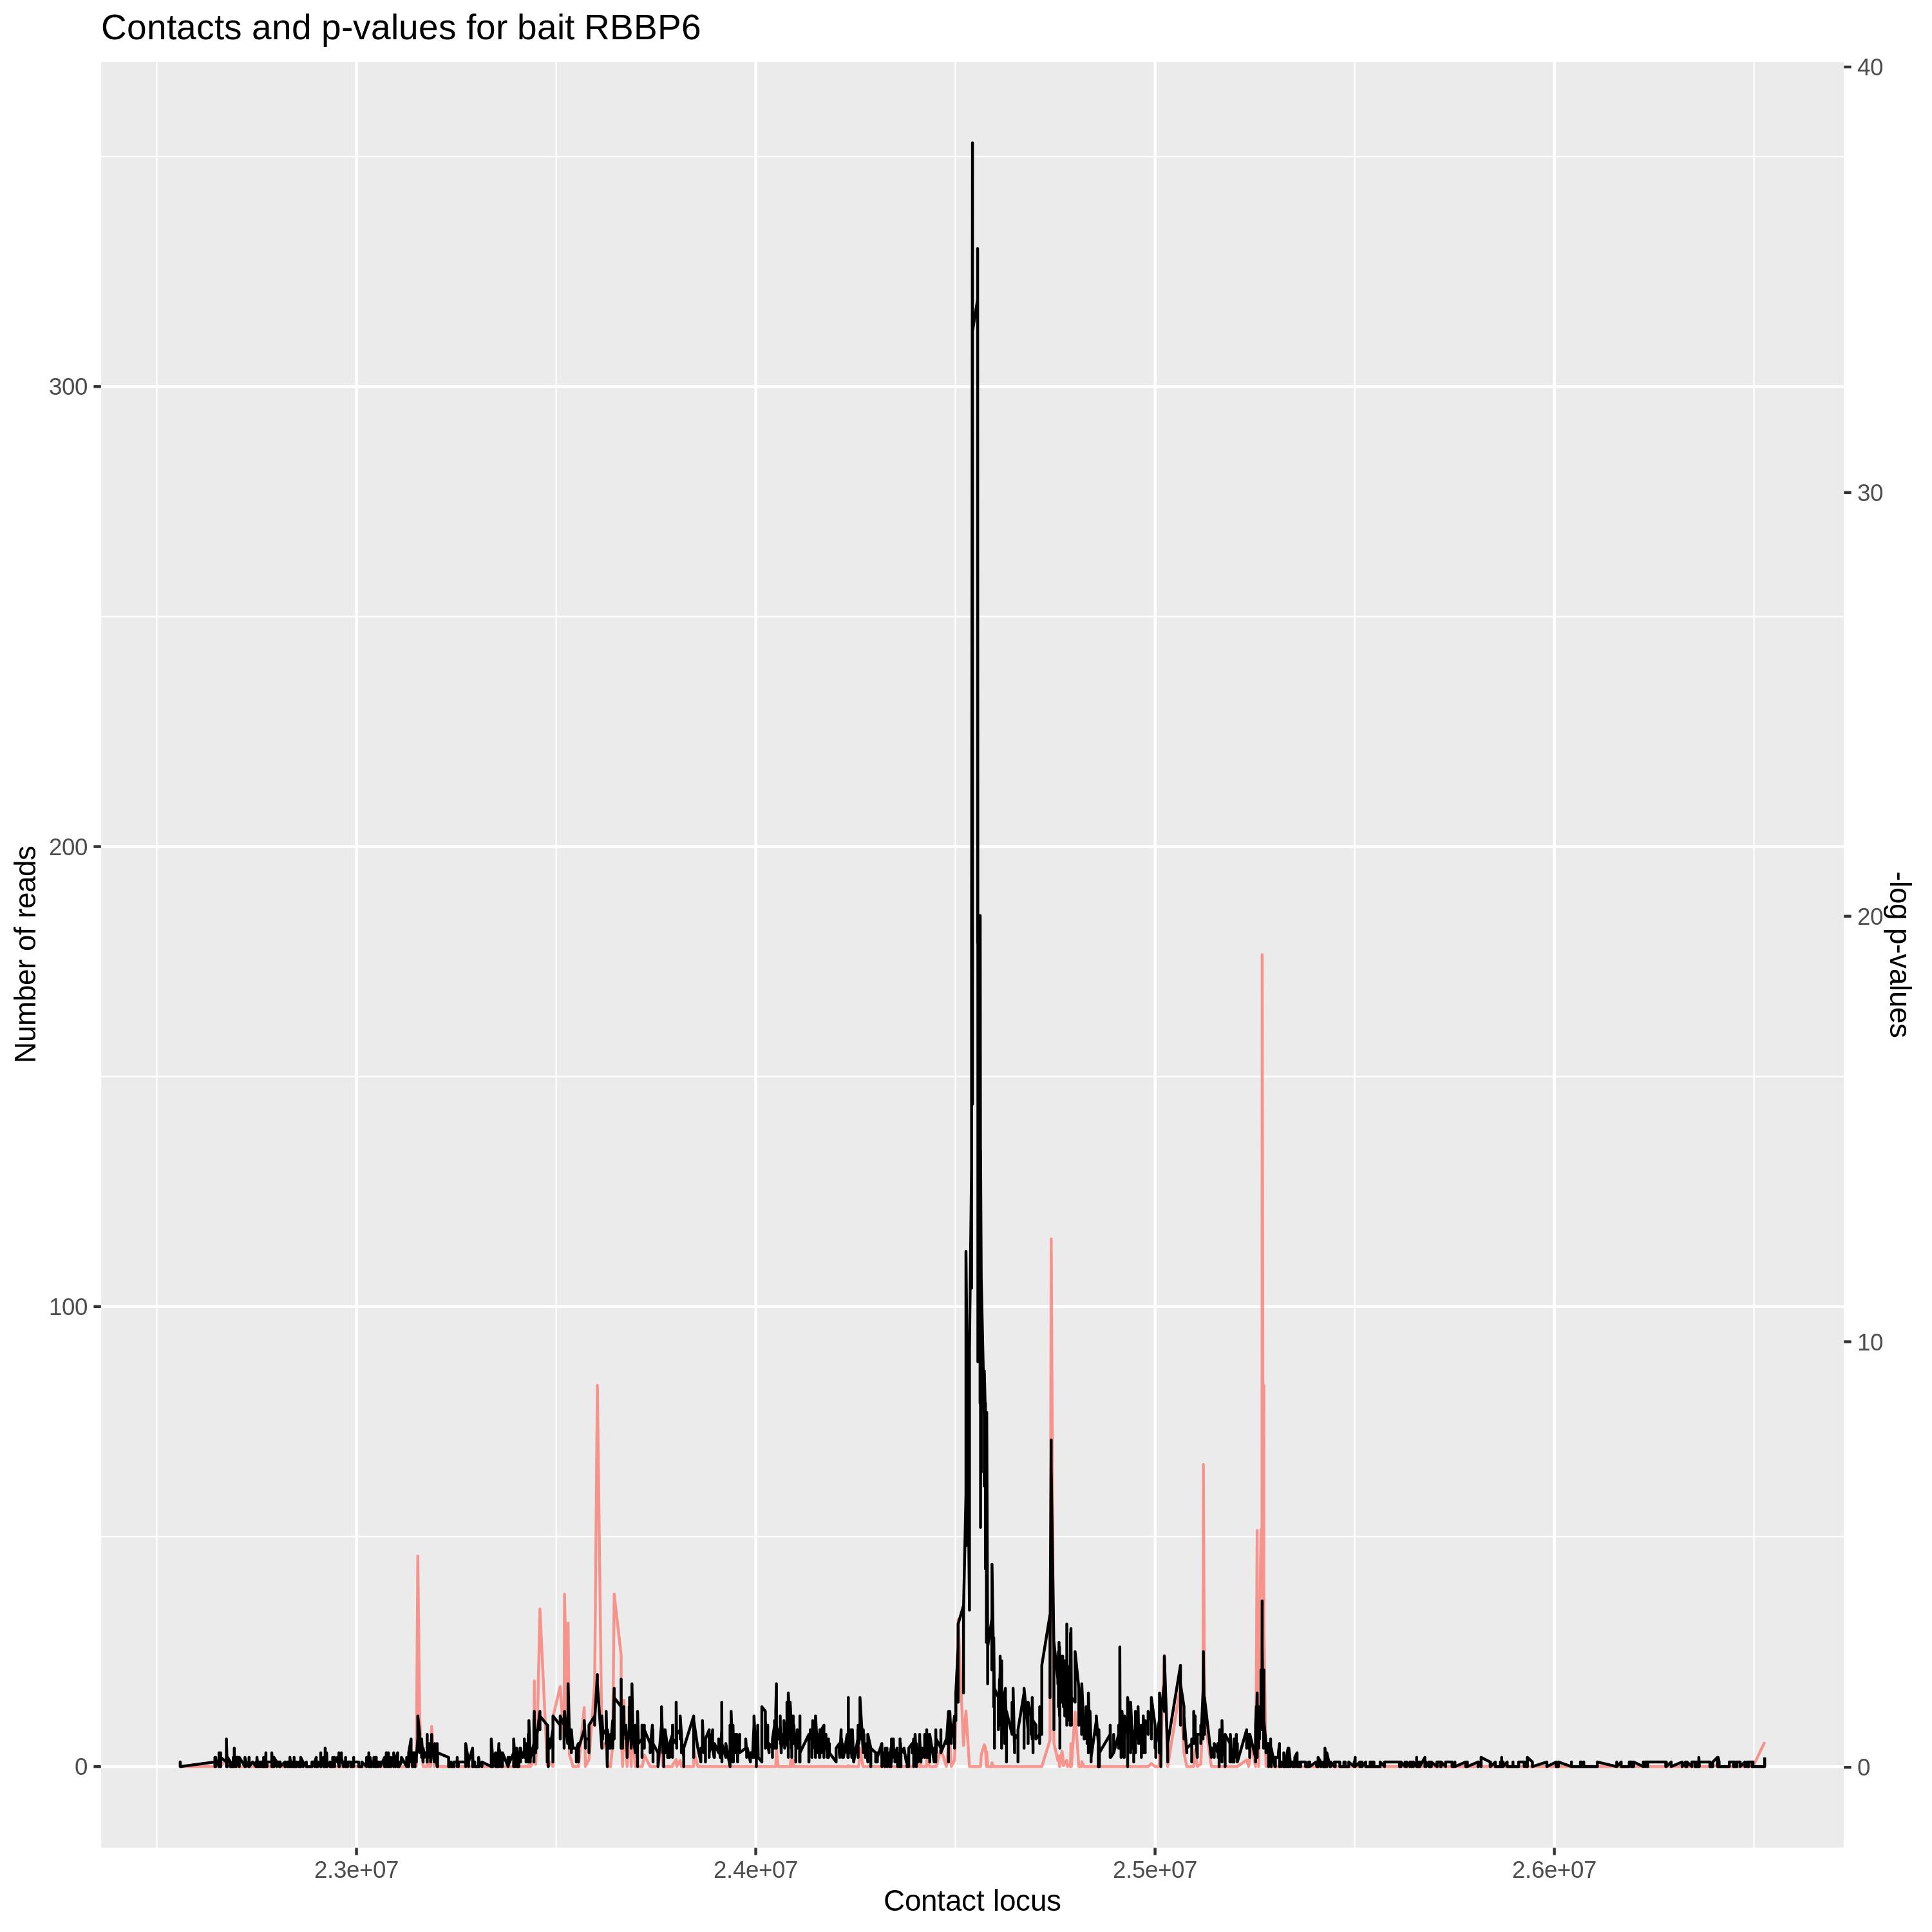 Contacts and p-values for bait RBBP6
40
300
30
200
20
100
10
0
0
Number of reads
-log p-values
2.3e+07 2.4e+07 2.5e+07 2.6e+07
Contact locus